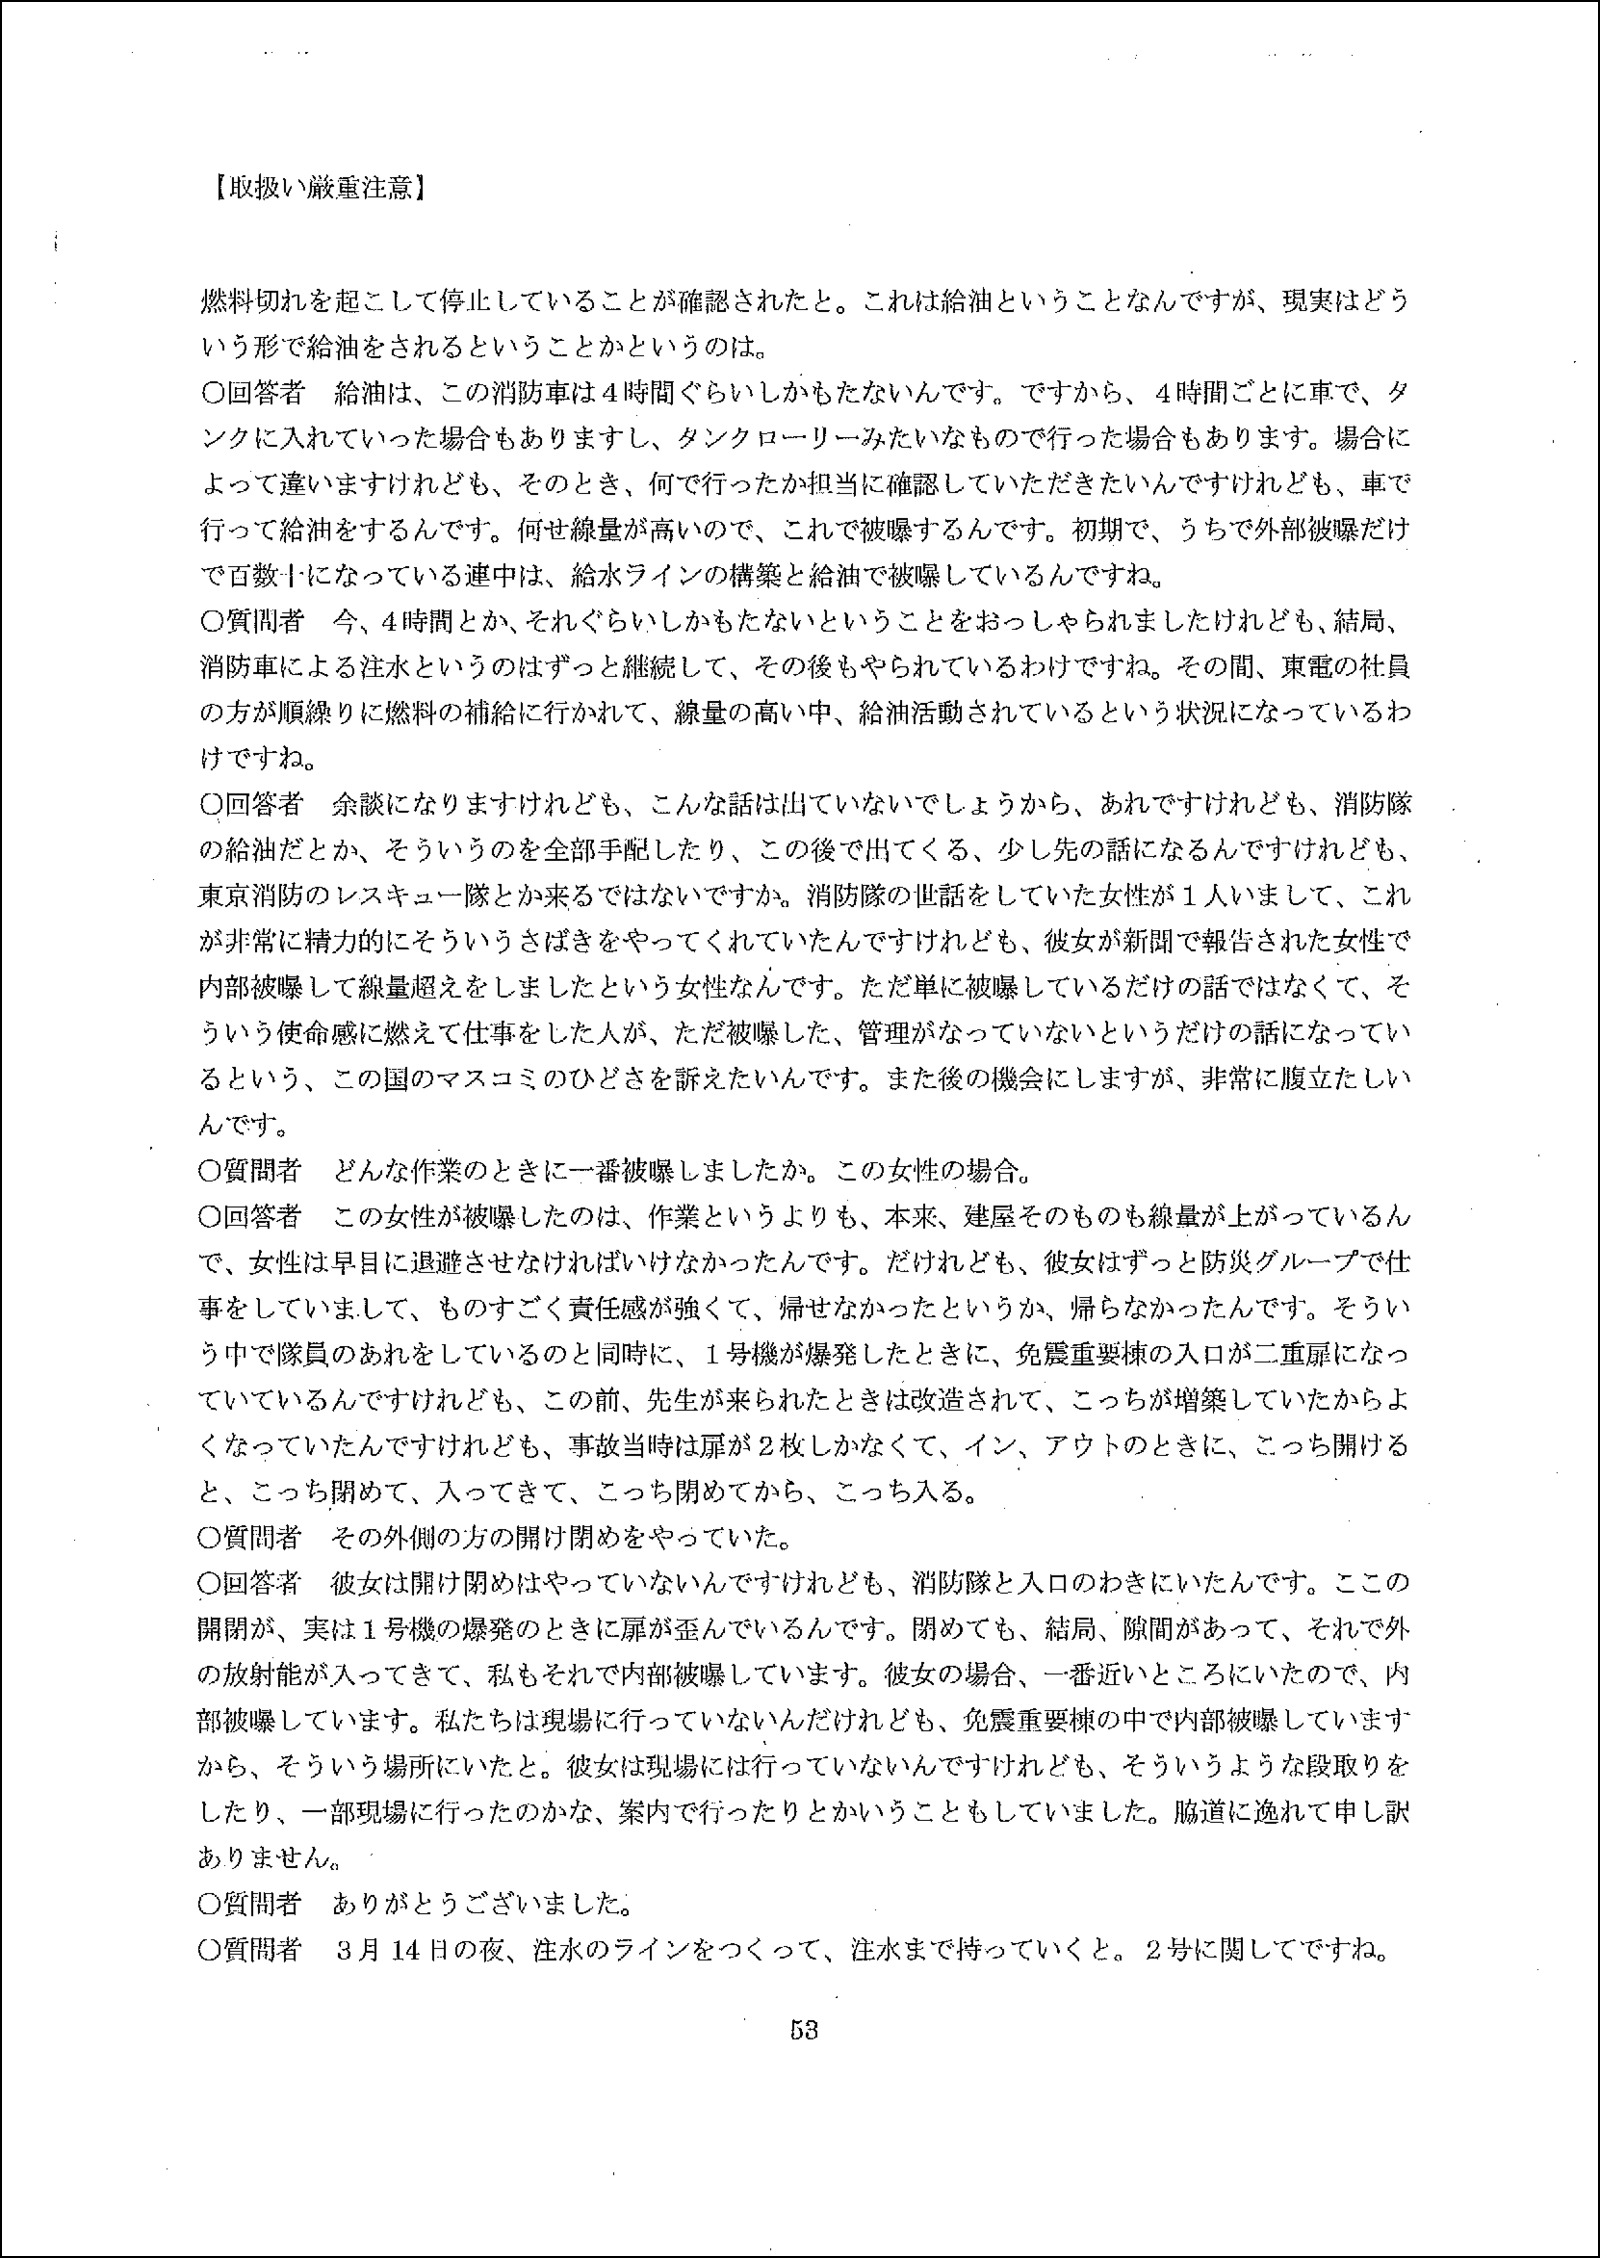 【取扱い厳重注意】
燃料切れを起こして停止していることが確認されたと。これは給油ということなんですが、現実はどう
いう形で給油をされるということかというのは。
○回答者　給油は、この消防車は４時間ぐらいしかもたないんです。ですから、４時間ごとに車で、タ
ンクに入れていった場合もありますし、タンクローリーみたいなもので行った場合もあります。場合に
よって違いますけれども、そのとき、何で行ったか担当に確認していただきたいんですけれども、車で
行って給油をするんです。何せ線量が高いので、これで被曝するんです。初期で、うちで外部被曝だけ
で百数十になっている連中は、給水ラインの構築と給油で被曝しているんですね。
○質問者　今、４時間とか、それぐらいしかもたないということをおっしゃられましたけれども、結局、
消防車による注水というのはずっと継続して、その後もやられているわけですね。その間、東電の社員
の方が順繰りに燃料の補給に行かれて、線量の高い中、給油活動されているという状況になっているわ
けですね。
○回答者　余談になりますけれども、こんな話は出ていないでしょうから、あれですけれども、消防隊
の給油だとか、そういうのを全部手配したり、この後で出てくる、少し先の話になるんですけれども、
東京消防のレスキュー隊とか来るではないですか。消防隊の世話をしていた女性が１人いまして、これ
が非常に精力的にそういうさばきをやってくれていたんですけれども、彼女が新聞で報告された女性で
内部被曝して線量超えをしましたという女性なんです。ただ単に被曝しているだけの話ではなくて、そ
ういう使命感に燃えて仕事をした人が、ただ被曝した、管理がなっていないというだけの話になってい
るという、この国のマスコミのひどさを訴えたいんです。また後の機会にしますが、非常に腹立たしい
んです。
○質問者　どんな作業のときに一番被曝しましたか。この女性の場合。
○回答者　この女性が被曝したのは、作業というよりも、本来、建屋そのものも線量が上がっているん
で、女性は早目に退避させなければいけなかったんです。だけれども、彼女はずっと防災グループで仕
事をしていまして、ものすごく責任感が強くて、帰せなかったというか、帰らなかったんです。そうい
う中で隊員のあれをしているのと同時に、１号機が爆発したときに、免震重要棟の入口が二重扉になっ
ていているんですけれども、この前、先生が来られたときは改造されて、こっちが増築していたからよ
くなっていたんですけれども、事故当時は扉が２枚しかなくて、イン、アウトのときに、こっち開ける
と、こっち閉めて、入ってきて、こっち閉めてから、こっち入る。
○質問者　その外側の方の開け閉めをやっていた。
○回答者　彼女は開け閉めはやっていないんですけれども、消防隊と入口のわきにいたんです。ここの
開閉が、実は１号機の爆発のときに扉が歪んでいるんです。閉めても、結局、隙間があって、それで外
の放射能が入ってきて、私もそれで内部被曝しています。彼女の場合、一番近いところにいたので、内
部被曝しています。私たちは現場に行っていないんだけれども、免震重要棟の中で内部被曝しています
から、そういう場所にいたと。彼女は現場には行っていないんですけれども、そういうような段取りを
したり、一部現場に行ったのかな、案内で行ったりとかいうこともしていました。脇道に逸れて申し訳
ありません。
○質問者　ありがとうございました。
○質問者　３月 14 日の夜、注水のラインをつくって、注水まで持っていくと。２号に関してですね。
53